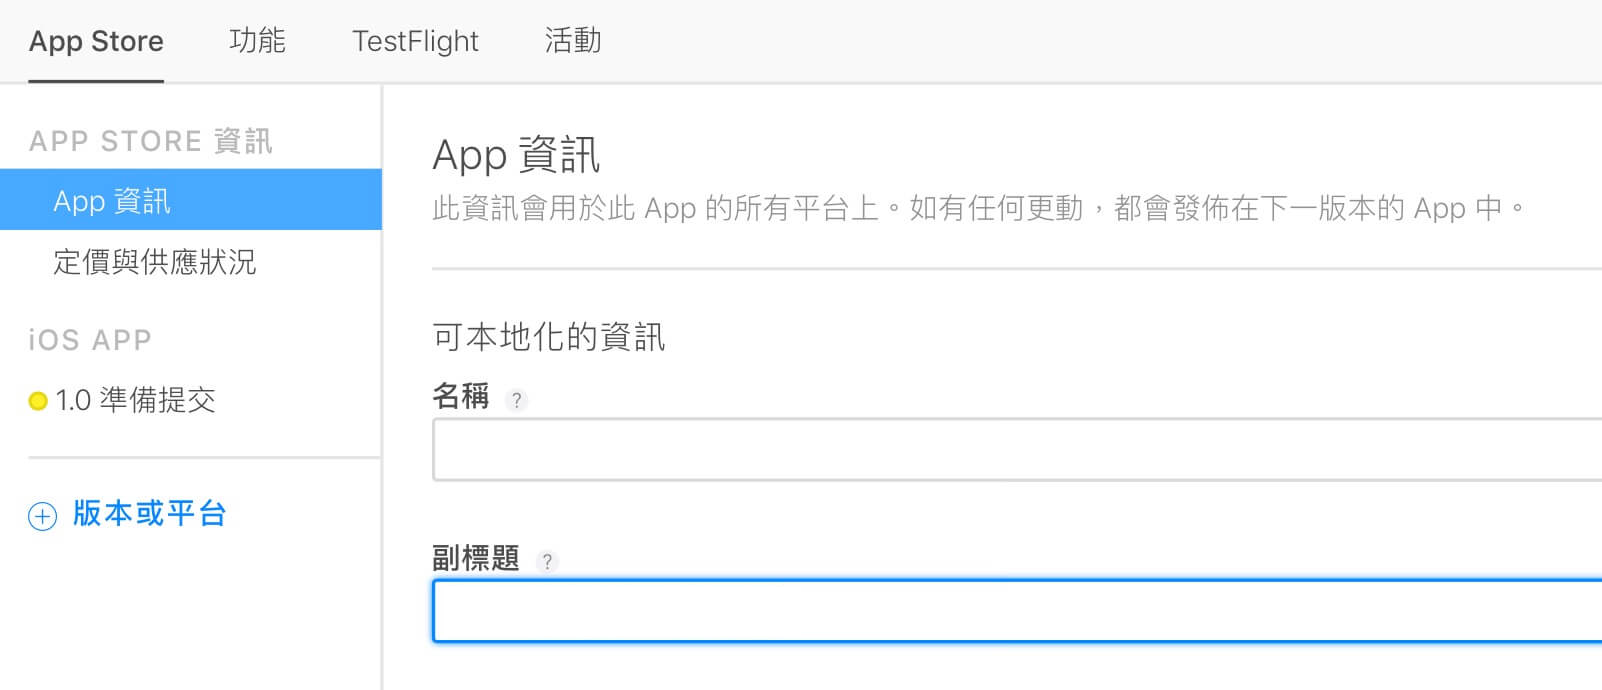 App Store 功能 TestFlight 活動
APP STORE 資訊
App 資訊
定價與供應狀況
iOS APP
1.0 準備提交
版本或平台
App 資訊
此資訊會用於此 App 的所有平台上。如有任何更動，都會發佈在下一版本的 App 中。
可本地化的資訊
名稱 ?
副標題 ?